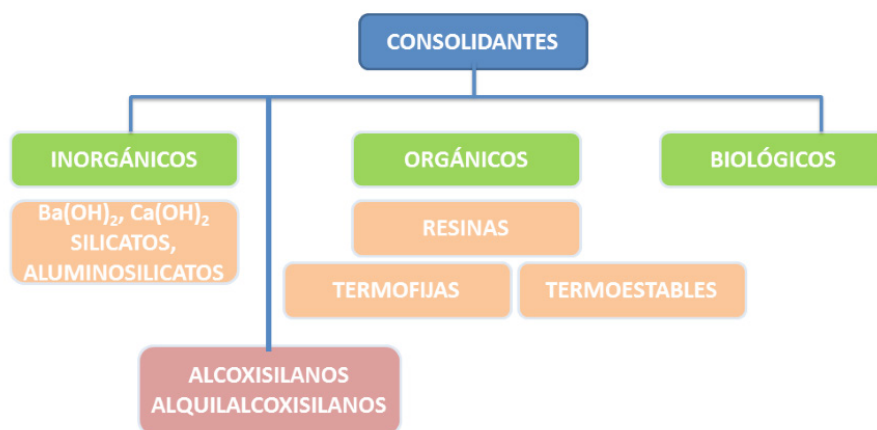 CONSOLIDANTES
INORGÁNICOS
ORGÁNICOS
BIOLÓGICOS
Ba(OH)₂, Ca(OH)₂
SILICATOS,
ALUMINOSILICATOS
RESINAS
TERMOFIJAS
TERMOESTABLES
ALCOXISILANOS
ALQUILALCOXISILANOS